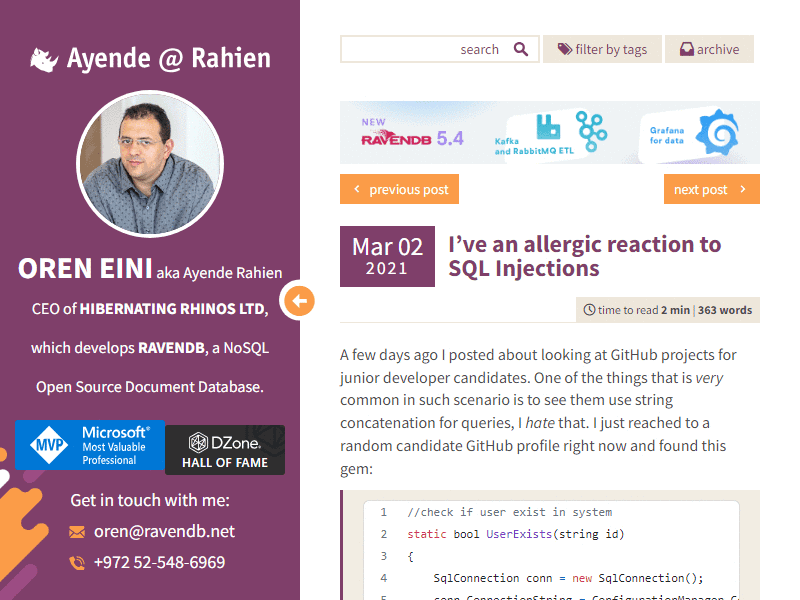 Ayende @ Rahien
OREN EINI aka Ayende Rahien
CEO of HIBERNATING RHINOS LTD,
which develops RAVENDB, a NoSQL
Open Source Document Database.
MVP
Microsoft®
Most Valuable
Professional
DZone.
HALL OF FAME
Get in touch with me:
oren@ravendb.net
+972 52-548-6969
search
filter by tags
archive
NEW
RAVENDB 5.4
Kafka
and RabbitMQ ETL
Grafana
for data
previous post
next post
Mar 02
2021
I've an allergic reaction to
SQL Injections
time to read 2 min | 363 words
A few days ago I posted about looking at GitHub projects for
junior developer candidates. One of the things that is very
common in such scenario is to see them use string
concatenation for queries, I hate that. I just reached to a
random candidate GitHub profile right now and found this
gem:
1 //check if user exist in system
2 static bool UserExists(string id)
3 {
4 SqlConnection conn = new SqlConnection();